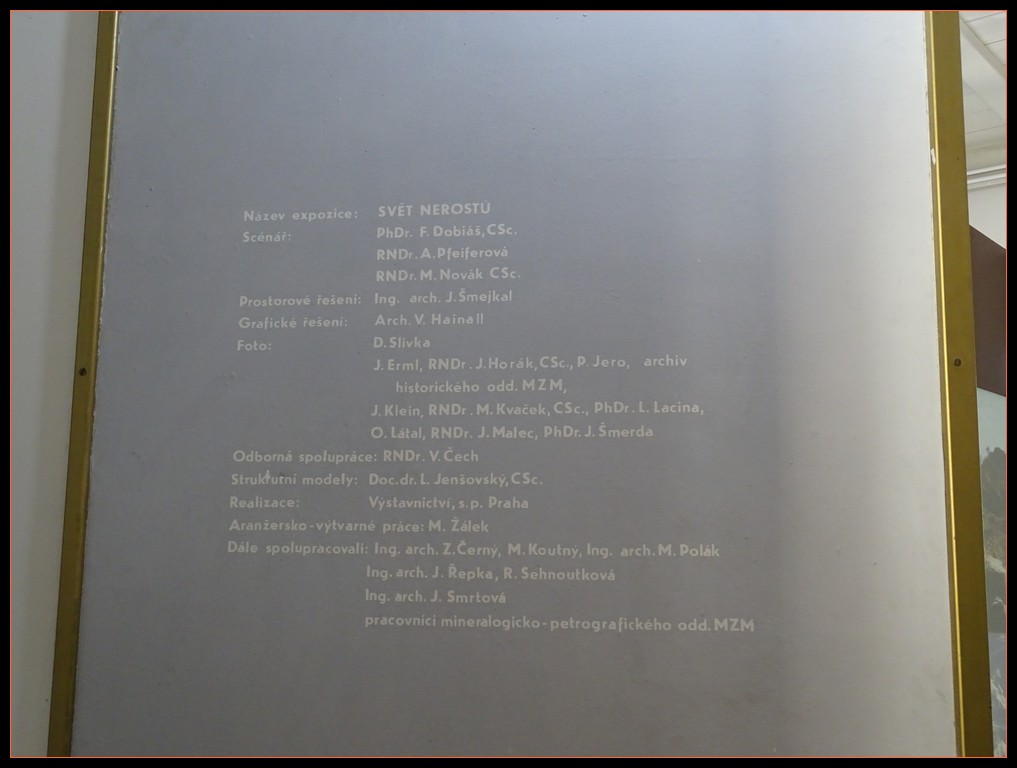 Název expozice: SVĚT NEROSTŮ
Scénář: PhDr. F. Dobiáš, CSc.
RNDr. A. Pfeiferová
RNDr. M. Novák CSc.
Prostorové řešení: Ing. arch. J. Šmejkal
Grafické řešení: Arch. V. Hainall
Foto: D. Slivka
J. Erml, RNDr. J. Horák, CSc., P. Jero, archiv
historického odd. MZM,
J. Klein, RNDr. M. Kvaček, CSc., PhDr. L. Lacina,
O. Látal, RNDr. J. Malec, PhDr. J. Šmerda
Odborná spolupráce: RNDr. V. Čech
Strukturní modely: Doc. dr. L. Jenšovský, CSc.
Realizace: Výstavnictví, s.p. Praha
Aranžersko-výtvarné práce: M. Žálek
Dále spolupracovali: Ing. arch. Z. Černý, M. Koutný, Ing. arch. M. Polák
Ing. arch. J. Řepka, R. Sehnoutková
Ing. arch. J. Smrtová
pracovníci mineralogicko-petrografického odd. MZM